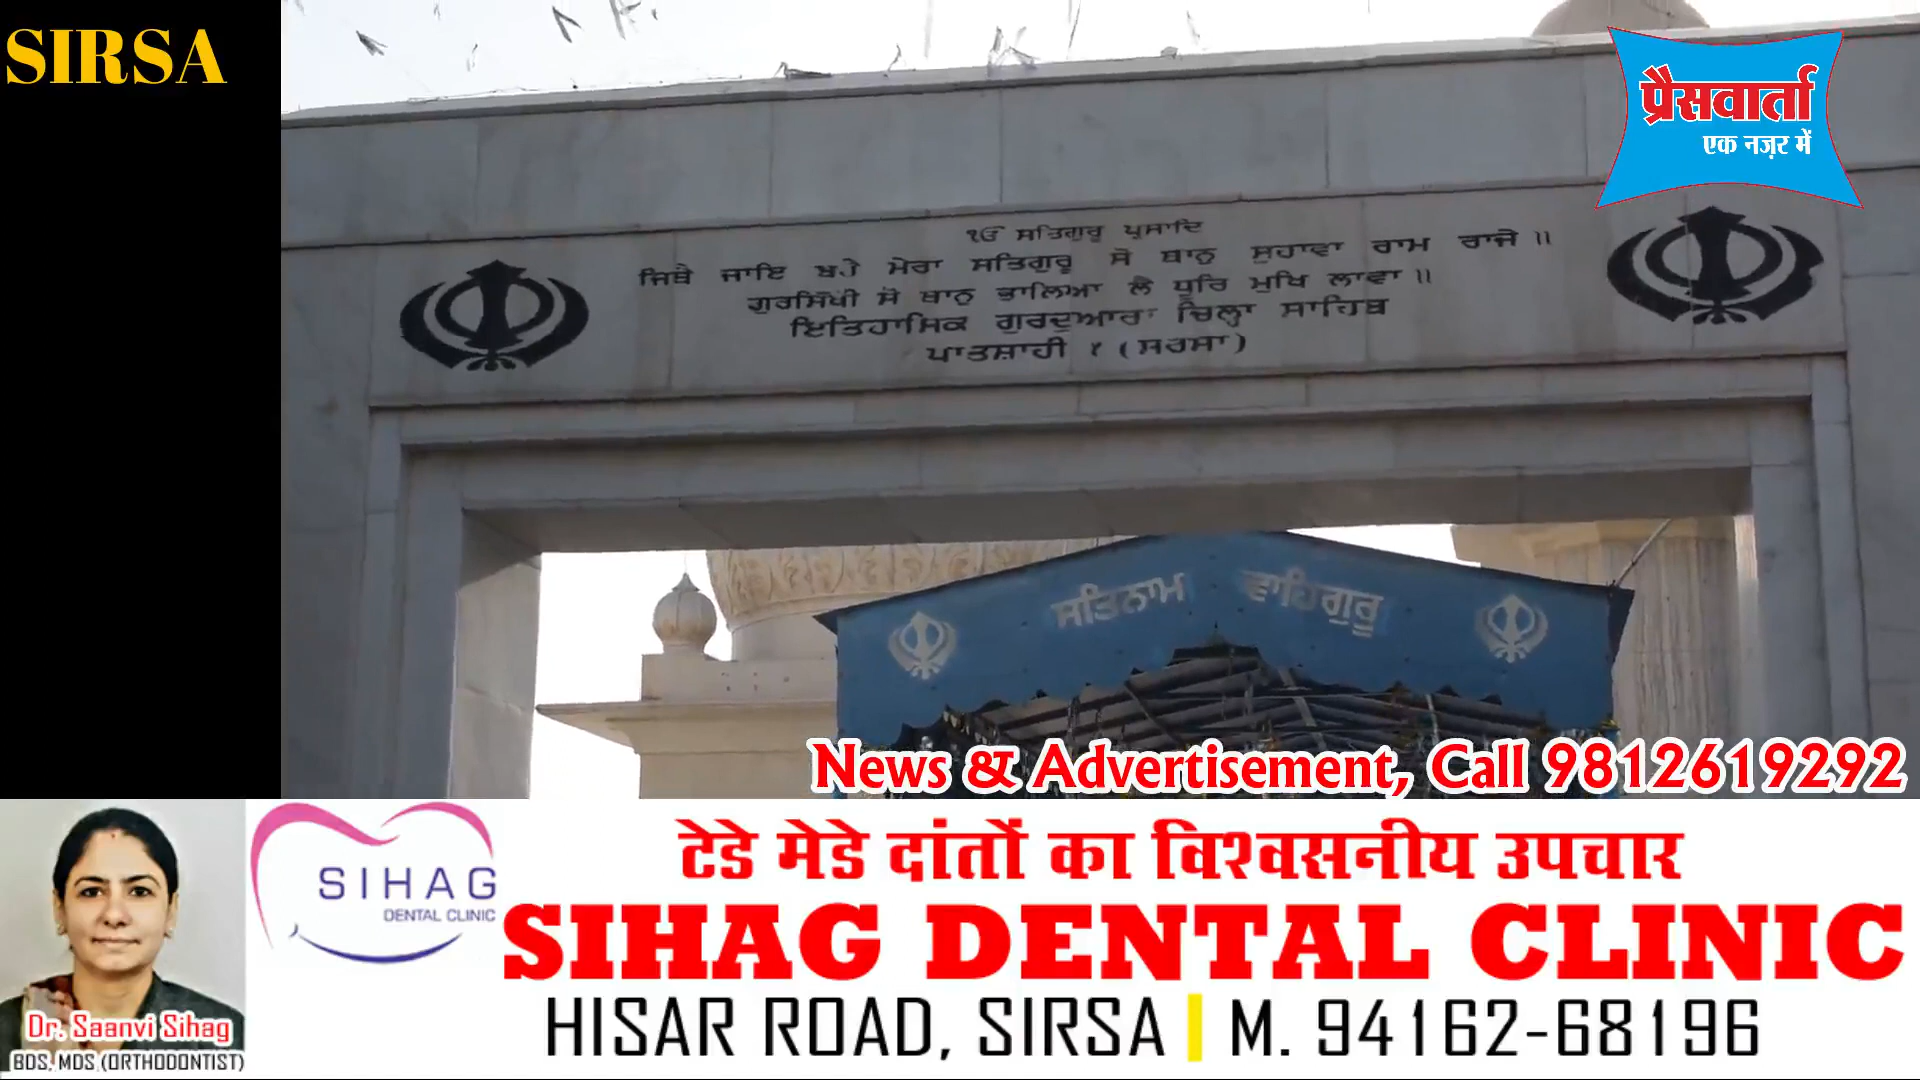 SIRSA
प्रैसवार्ता
एक नज़र में
ੴ ਸਤਿਗੁਰੂ ਪ੍ਰਸਾਦਿ
ਜਿਥੈ ਜਾਇ ਬਹੇ ਮੇਰਾ ਸਤਿਗੁਰੂ ਸੋ ਥਾਨੁ ਸੁਹਾਵਾ ਰਾਮ ਰਾਜੇ ॥
ਗੁਰਸਿੱਖੀ ਸੋ ਥਾਨੁ ਭਾਲਿਆ ਲੈ ਧੂਰਿ ਮੁਖਿ ਲਾਵਾ ॥
ਇਤਿਹਾਸਿਕ ਗੁਰਦੁਆਰਾ ਚਿਲ੍ਹਾ ਸਾਹਿਬ
ਪਾਤਸ਼ਾਹੀ ੧ (ਸਰਸਾ)
ਸਤਿਨਾਮ ਵਾਹਿਗੁਰੂ
News & Advertisement, Call 9812619292
SIHAG
DENTAL CLINIC
Dr. Saanvi Sihag
BDS, MDS (ORTHODONTIST)
टेडे मेडे दांतों का विश्वसनीय उपचार
SIHAG DENTAL CLINIC
HISAR ROAD, SIRSA | M. 94162-68196